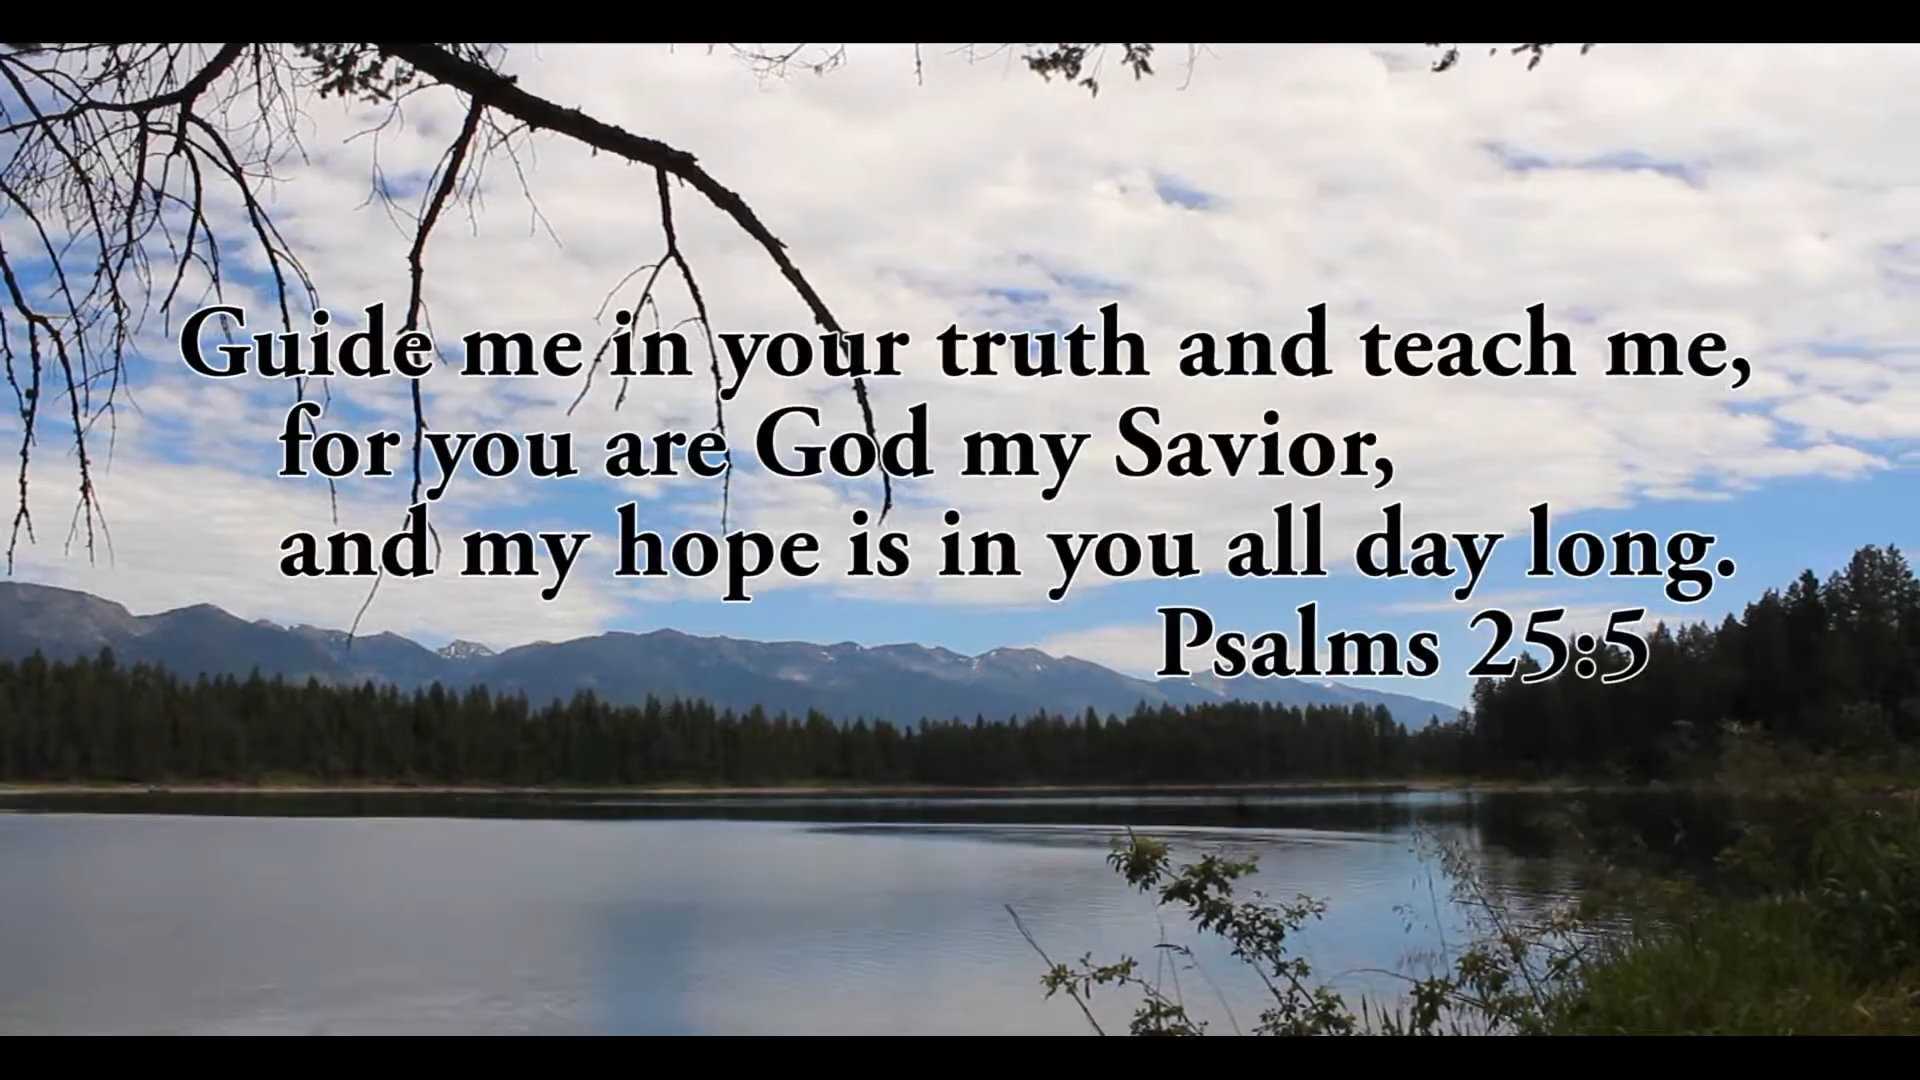 Guide me in your truth and teach me,
for you are God my Savior,
and my hope is in you all day long.
Psalms 25:5